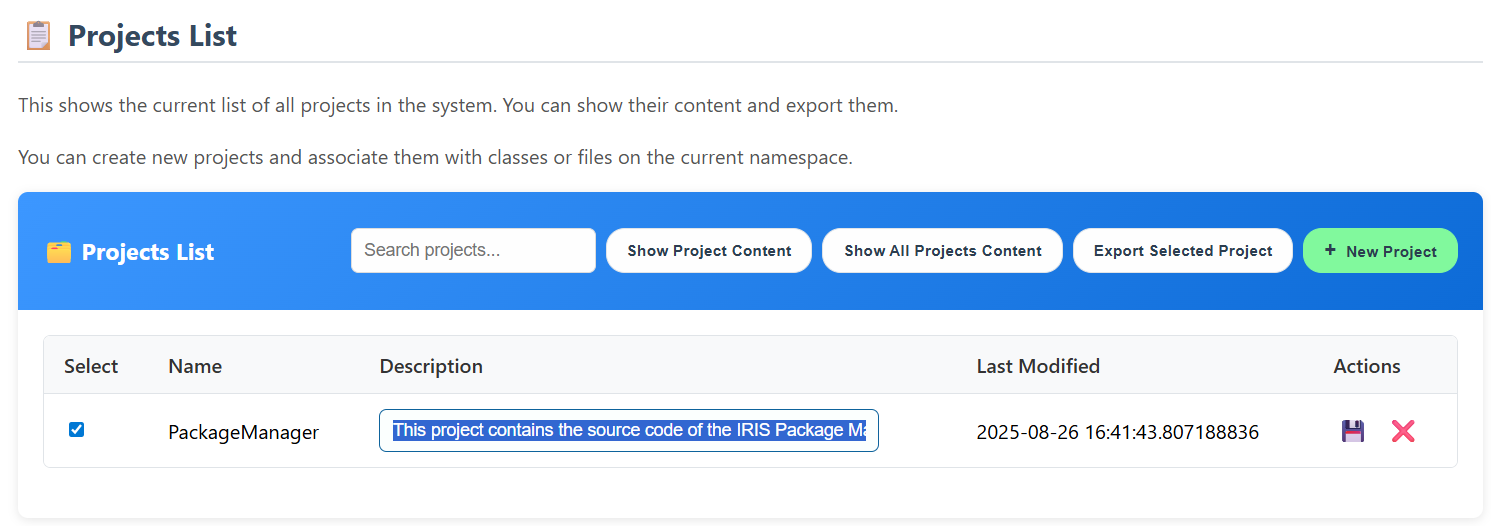 Projects List
This shows the current list of all projects in the system. You can show their content and export them.
You can create new projects and associate them with classes or files on the current namespace.
Projects List Search projects... Show Project Content Show All Projects Content Export Selected Project + New Project
Select Name Description Last Modified Actions
PackageManager This project contains the source code of the IRIS Package 2025-08-26 16:41:43.807188836